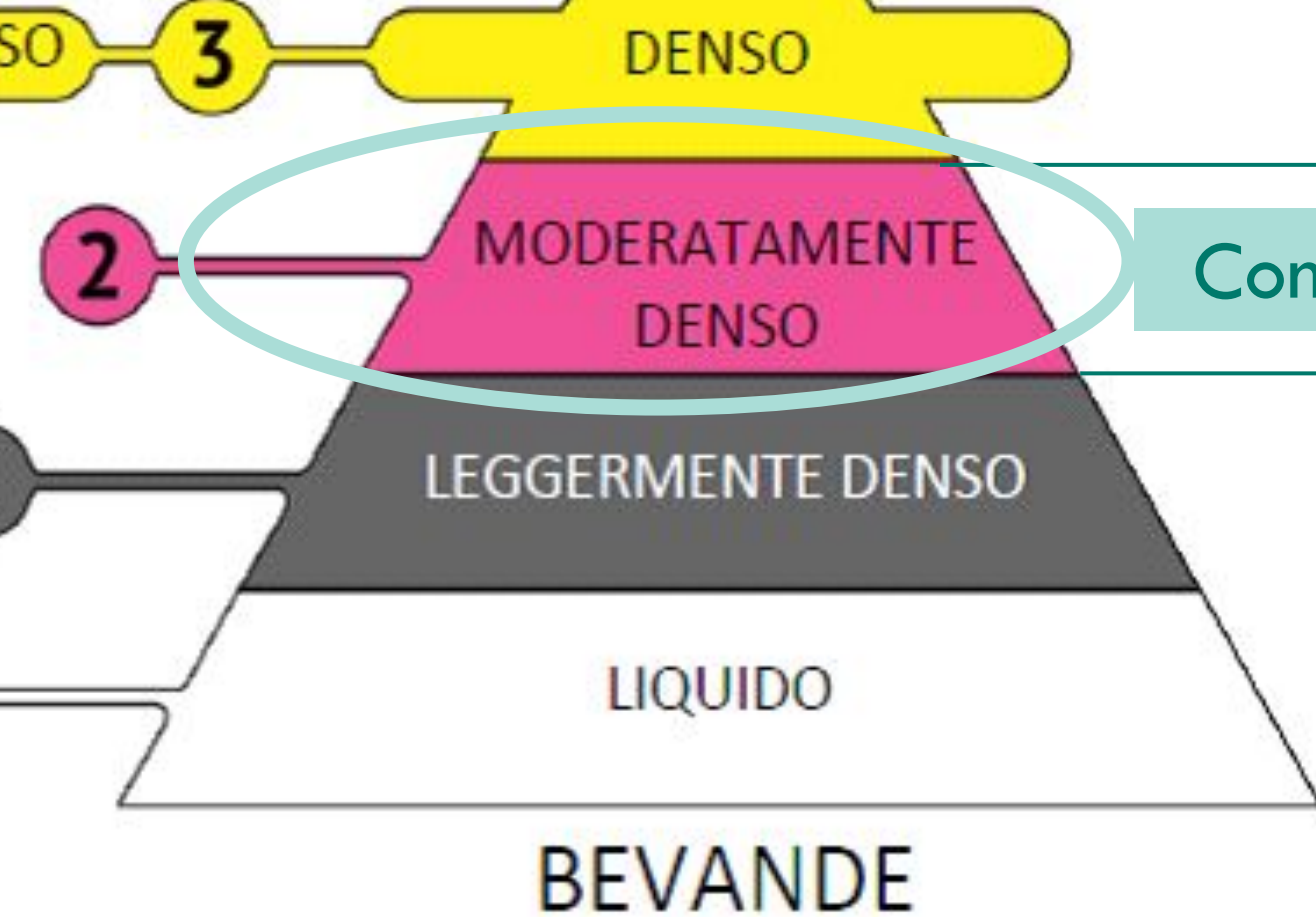 SO
3
DENSO
2
MODERATAMENTE
DENSO
Con
LEGGERMENTE DENSO
LIQUIDO
BEVANDE